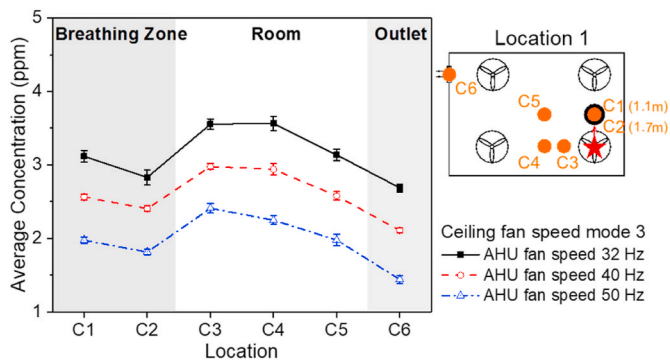 Breathing Zone Room Outlet
Average Concentration (ppm)
5
4
3
2
1
C1 C2 C3 C4 C5 C6
Location
Location 1
C6
C5
C1 (1.1m)
C2 (1.7m)
C4 C3
Ceiling fan speed mode 3
AHU fan speed 32 Hz
AHU fan speed 40 Hz
AHU fan speed 50 Hz